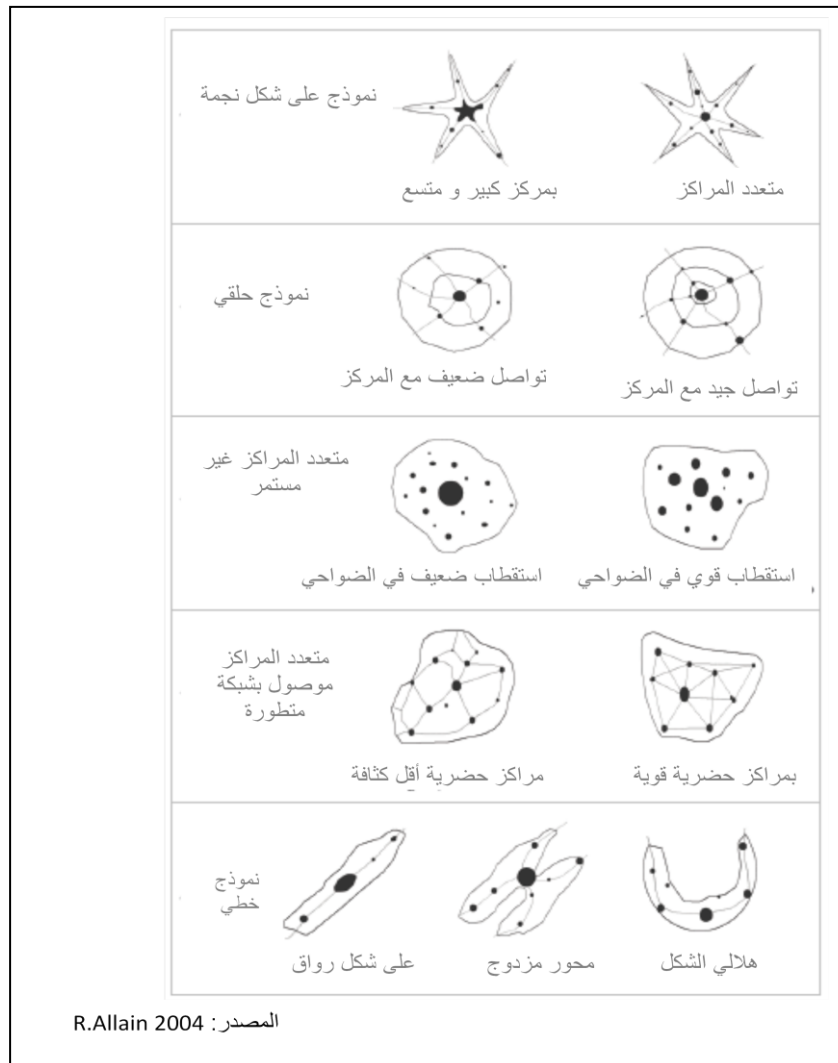 نموذج على شكل نجمة
متعدد المراكز
بمركز كبير و متسع
نموذج حلقي
تواصل جيد مع المركز
تواصل ضعيف مع المركز
متعدد المراكز غير
مستمر
استقطاب قوي في الضواحي
استقطاب ضعيف في الضواحي
متعدد المراكز
موصول بشبكة
متطورة
بمراكز حضرية قوية
مراكز حضرية أقل كثافة
نموذج
خطي
هلالي الشكل
محور مزدوج
على شكل رواق
المصدر: R.Allain 2004